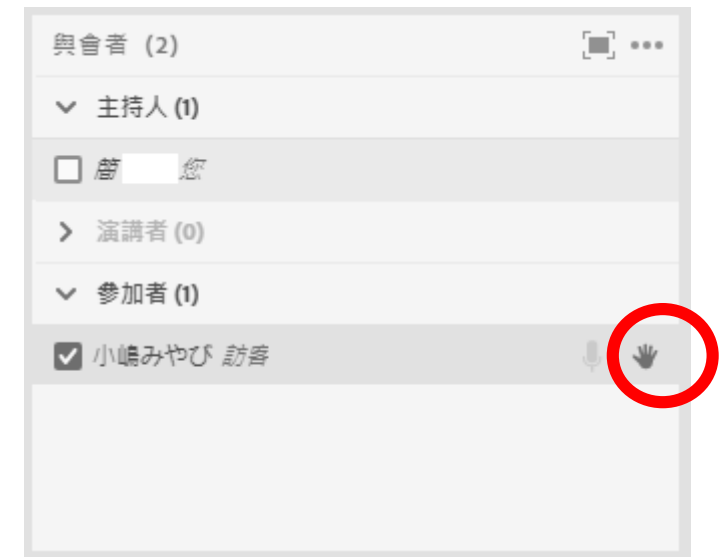 與會者 (2)
主持人 (1)
簡 您
演講者 (0)
參加者 (1)
小嶋みやび 訪客